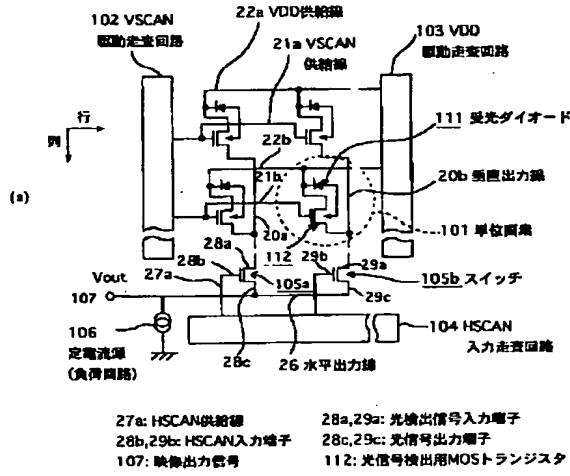 102 VSCAN
駆動走査回路
22a VDD供給線
21a VSCAN
供給線
103 VDD
駆動走査回路
行
列
(a)
111 受光ダイオード
22b
21b
20b 垂直出力線
101 単位画素
20a
112
28a
28b
27a
29b
29a
105a
105b スイッチ
Vout
107
28c
29c
106
定電流源
(負荷回路)
26 水平出力線
104 HSCAN
入力走査回路
27a: HSCAN供給線
28b,29b: HSCAN入力端子
107: 映像出力信号
28a,29a: 光検出信号入力端子
28c,29c: 光信号出力端子
112: 光信号検出用MOSトランジスタ